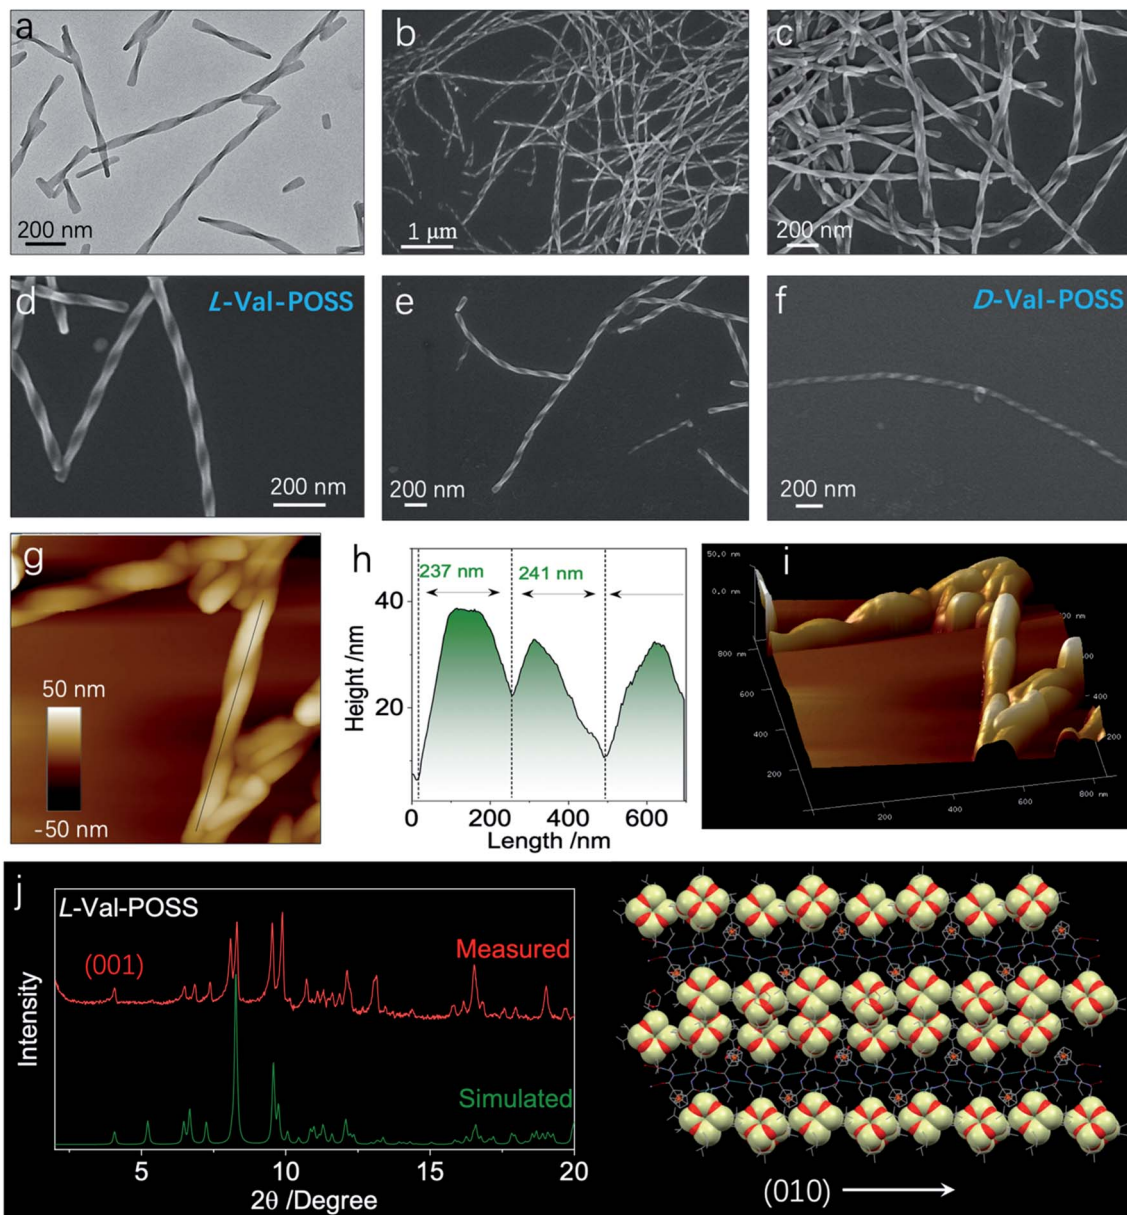 a
200 nm
b
1 μm
c
200 nm
d
L-Val-POSS
200 nm
e
200 nm
f
D-Val-POSS
200 nm
g
50 nm
-50 nm
h
237 nm
241 nm
Height /nm
40
20
0
200
400
600
Length /nm
i
50.0 nm
0.0 nm
800 nm
600
400
200
200
400
600
800 nm
200
400
600
j
L-Val-POSS
(001)
Measured
Simulated
Intensity
5
10
15
20
2θ /Degree
(010)